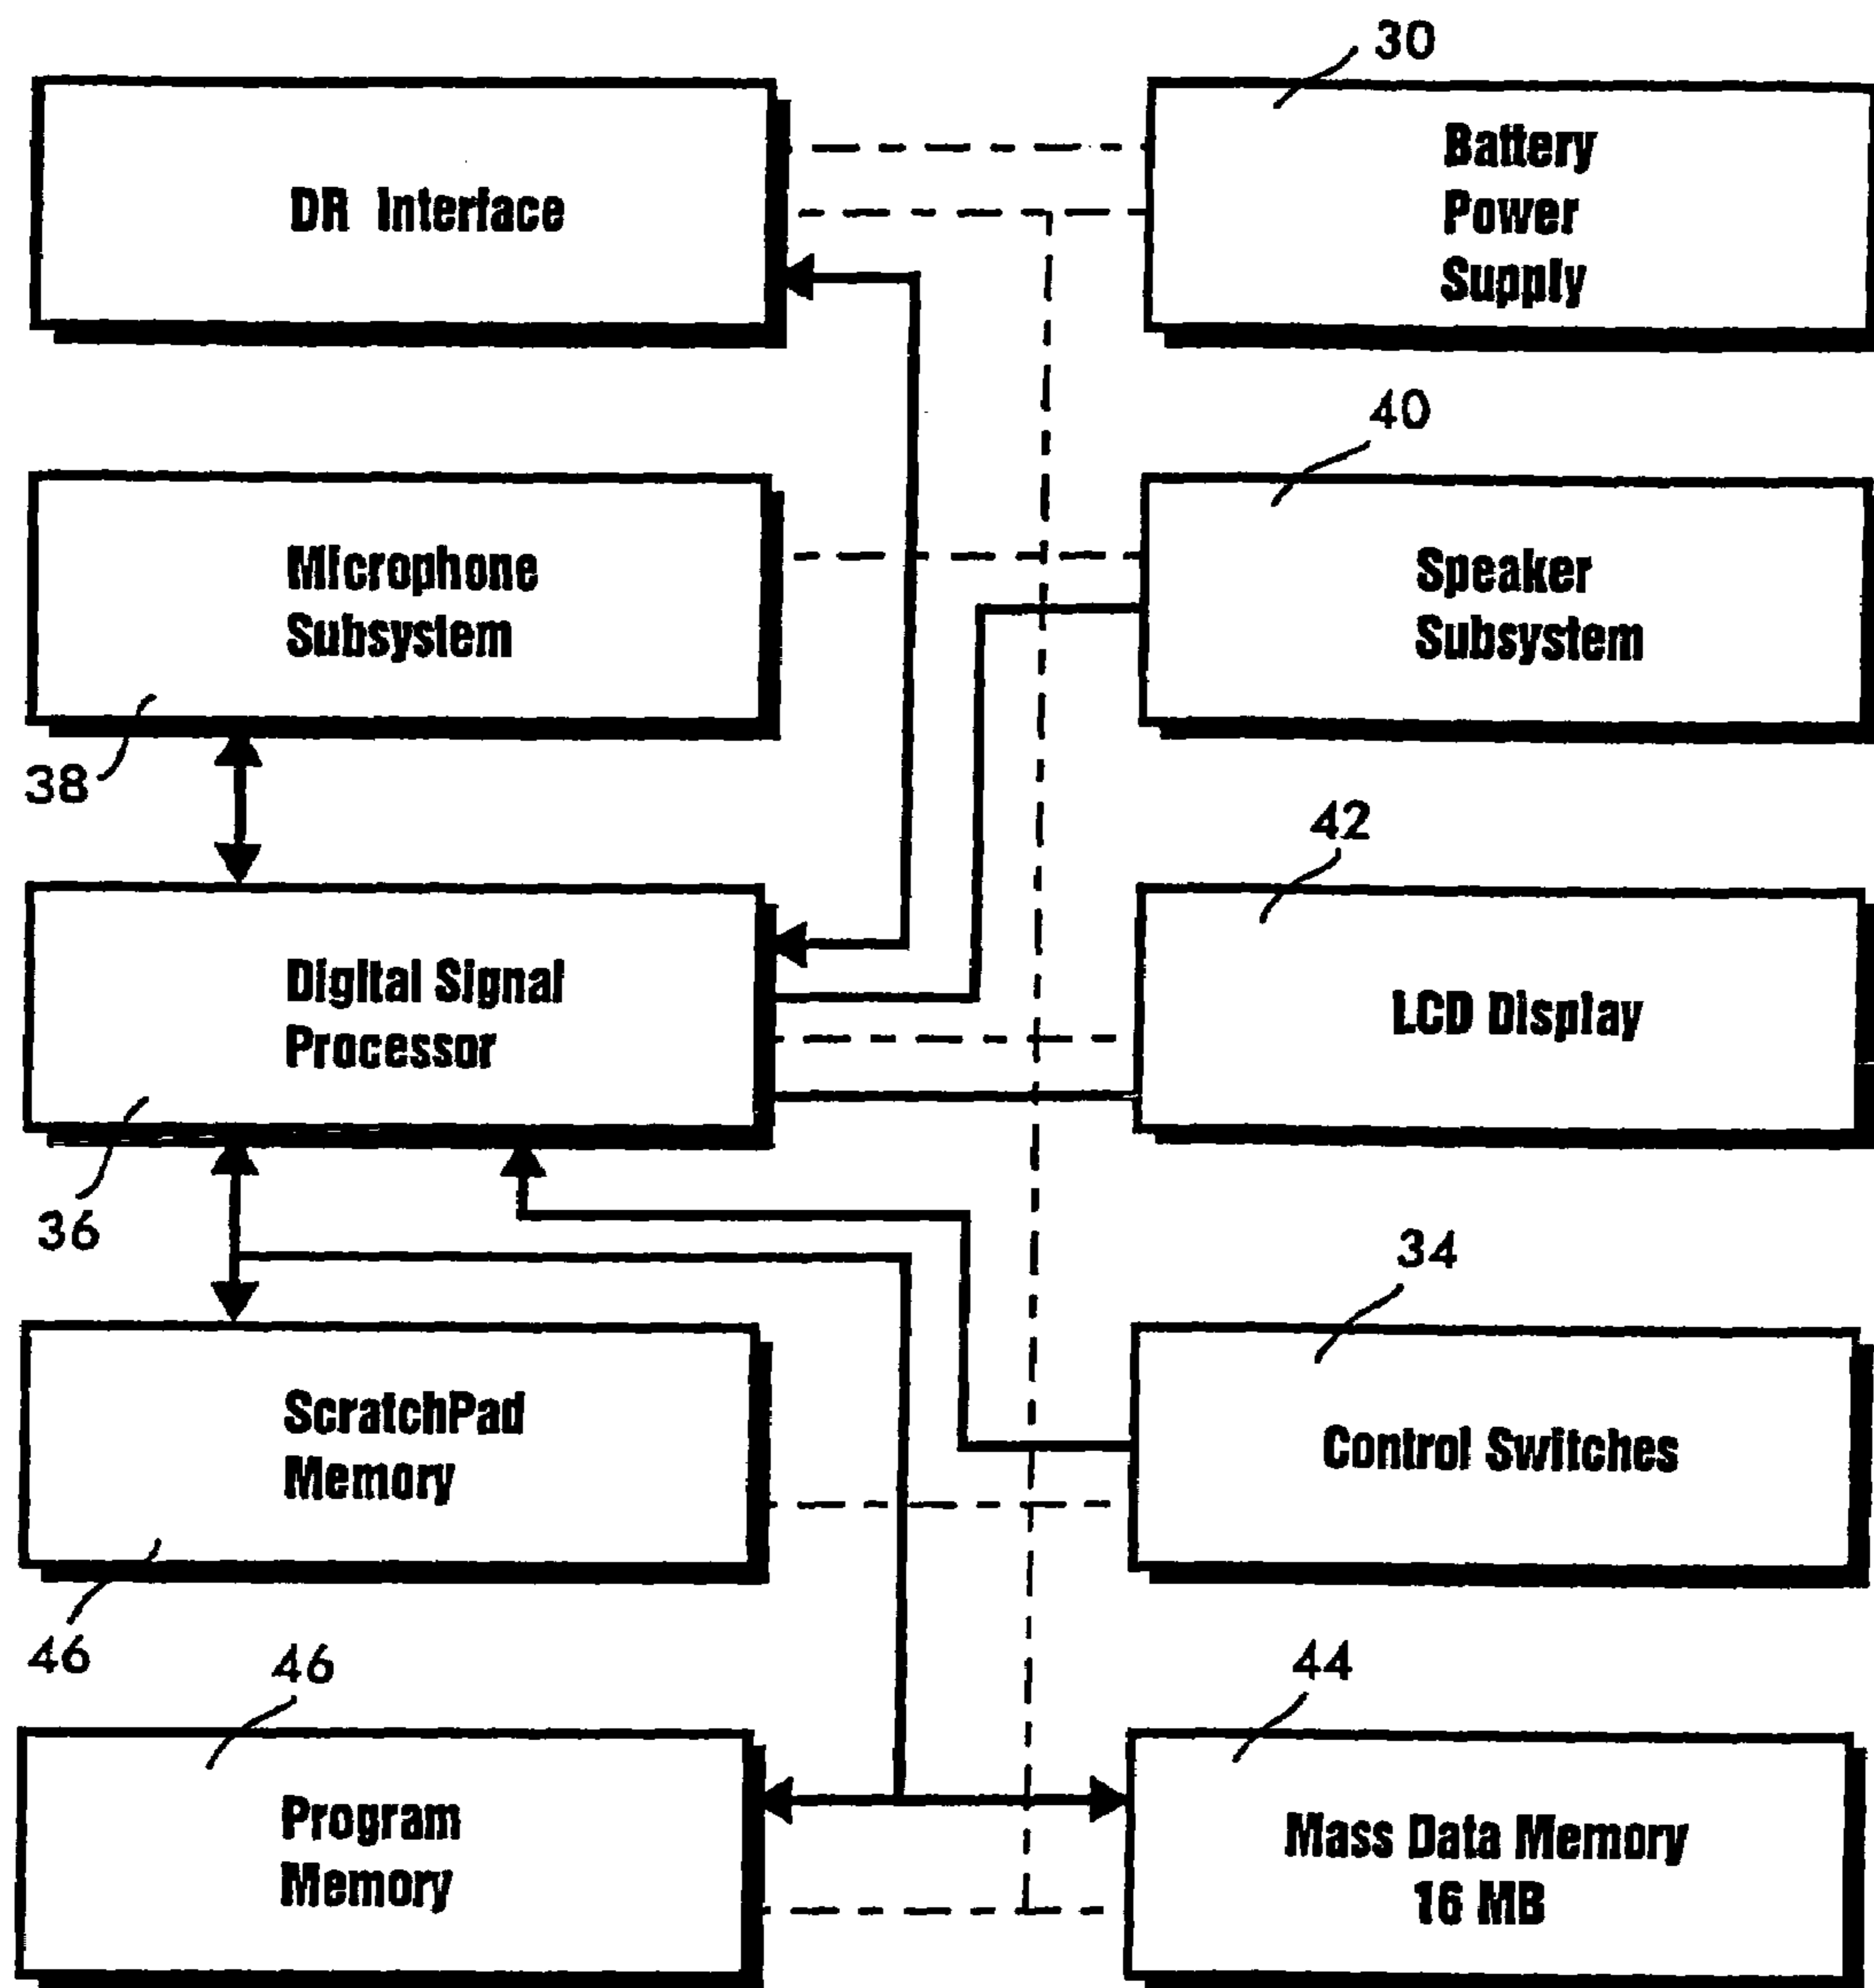 30
DR Interface
Battery
Power
Supply
40
Microphone
Subsystem
Speaker
Subsystem
38
42
Digital Signal
Processor
LCD Display
36
34
ScratchPad
Memory
Control Switches
46
46
44
Program
Memory
Mass Data Memory
16 MB